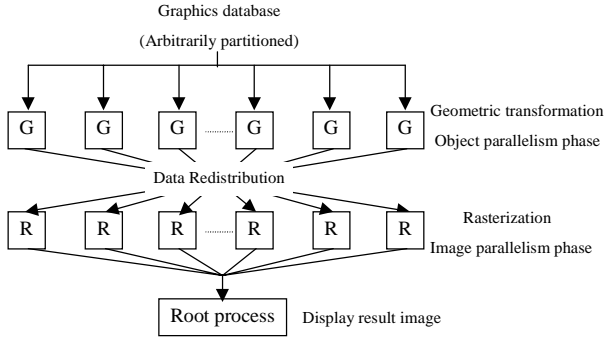 Graphics database
(Arbitrarily partitioned)
G G G G G G
Geometric transformation
Object parallelism phase
Data Redistribution
R R R R R R
Rasterization
Image parallelism phase
Root process
Display result image